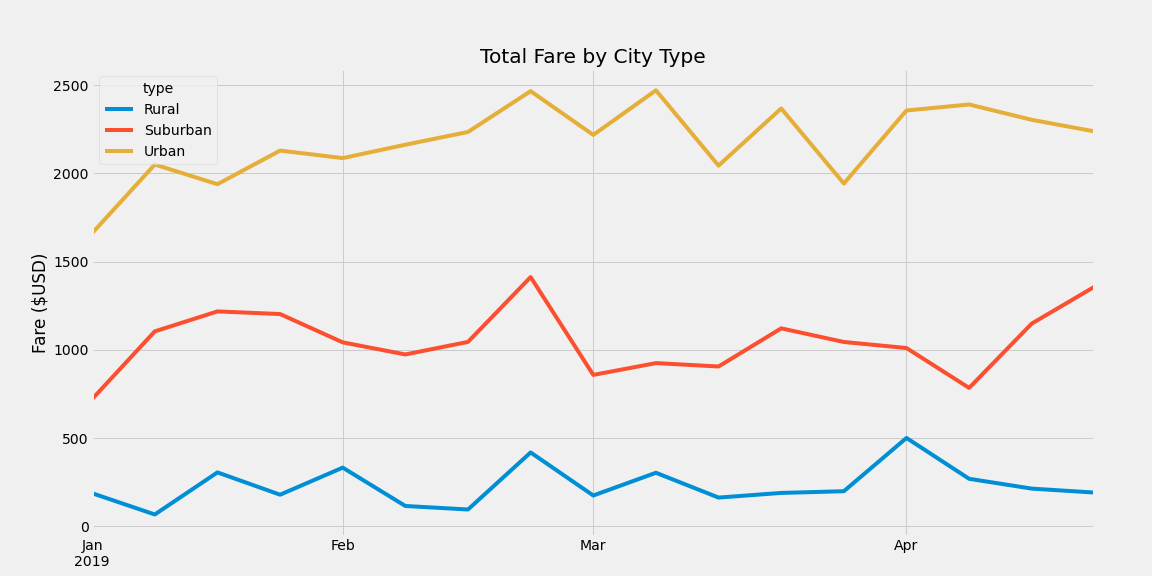 Total Fare by City Type
type
Rural
Suburban
Urban
Fare ($USD)
2500
2000
1500
1000
500
0
Jan
2019
Feb
Mar
Apr